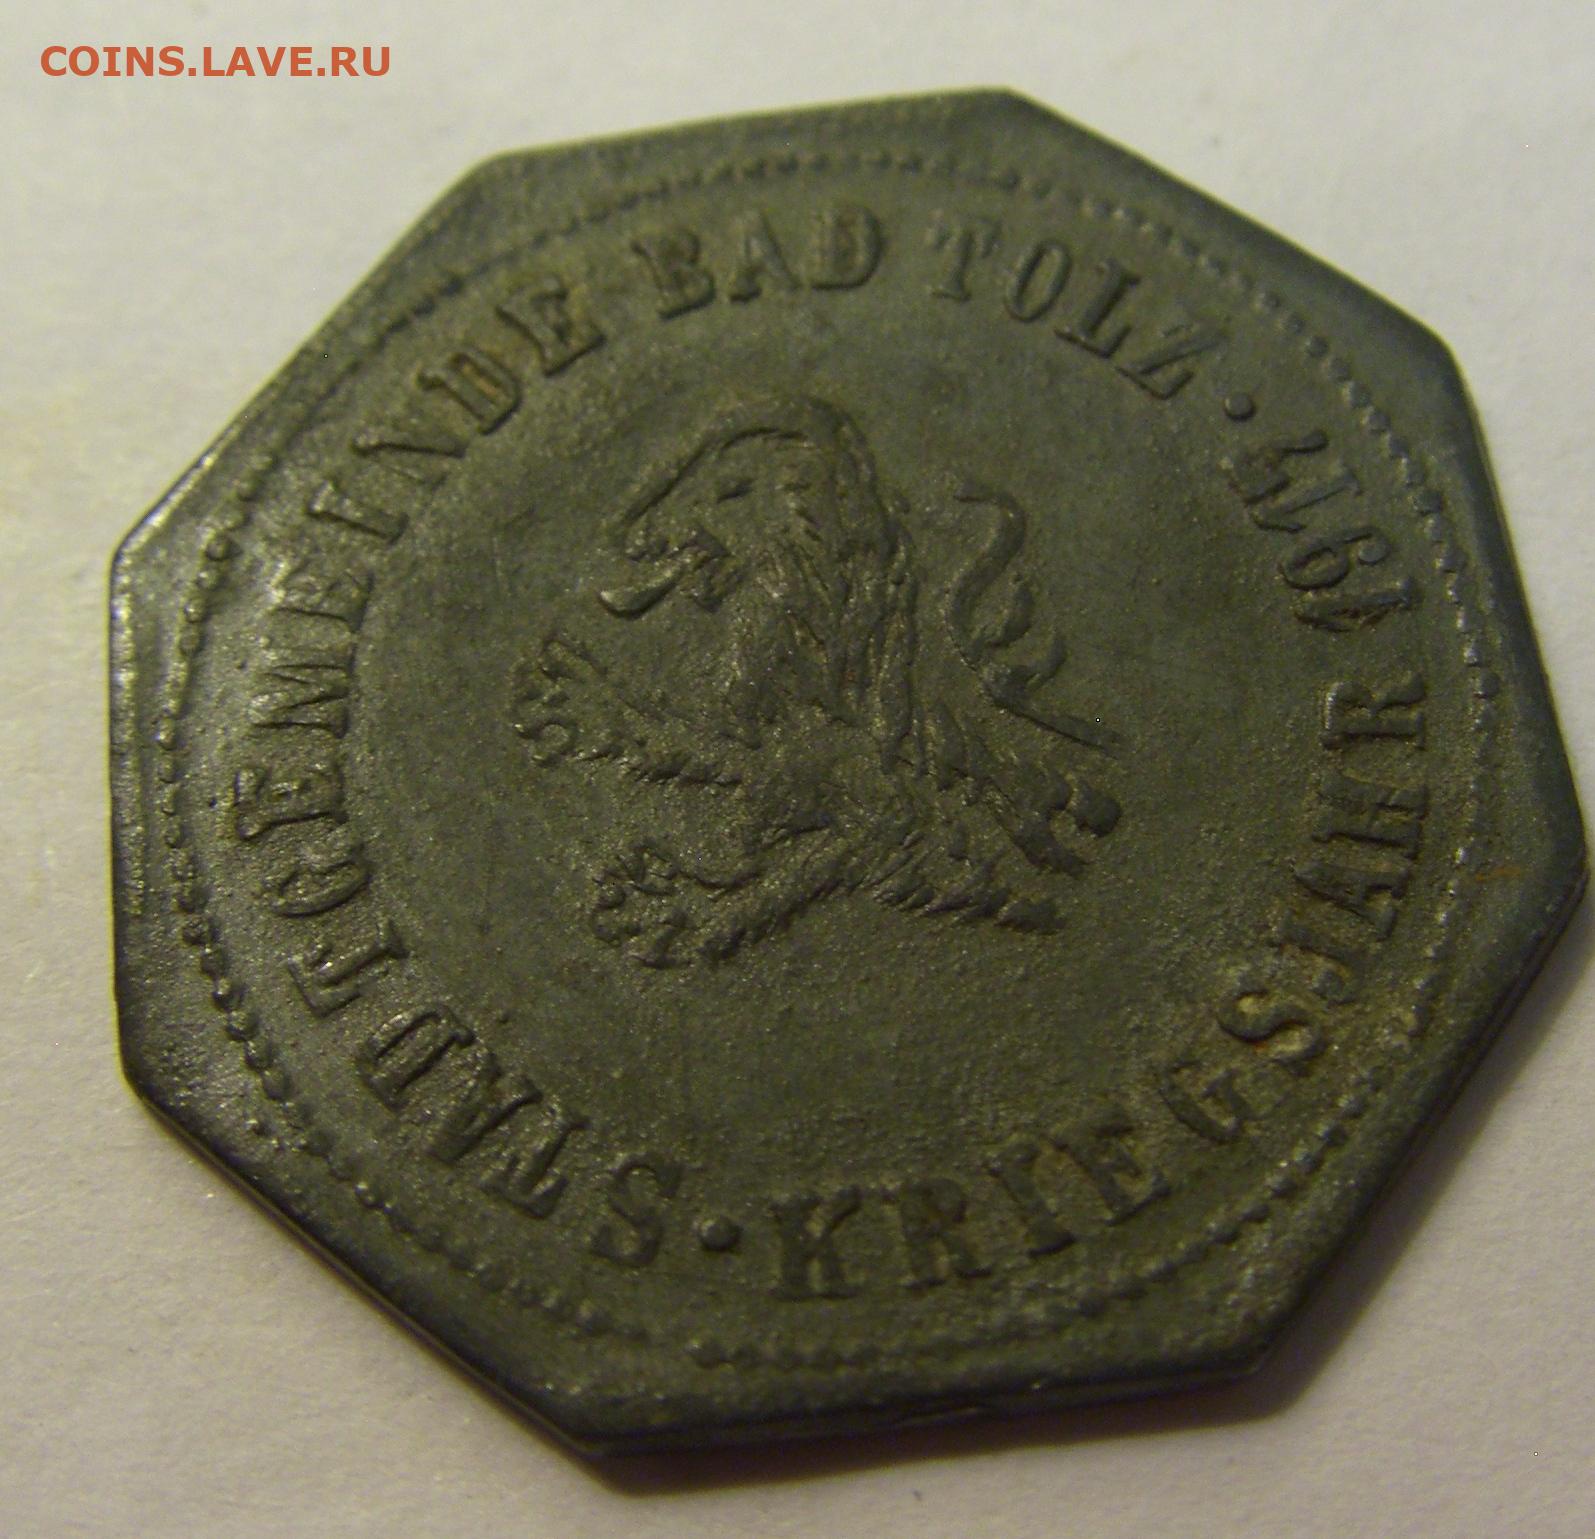 COINS.LAVE.RU
STADTGEMEINDE BAD TOLZ · 1917
· KRIEGSJAHR